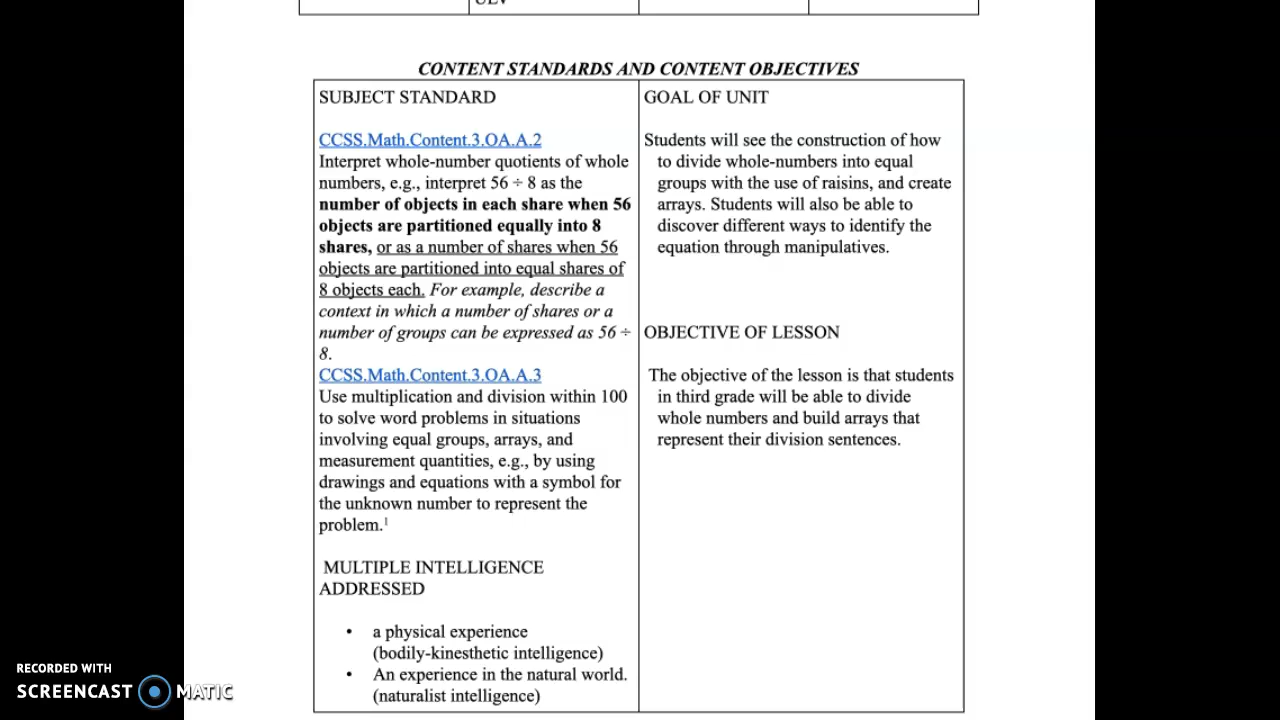 ULV
CONTENT STANDARDS AND CONTENT OBJECTIVES
SUBJECT STANDARD
CCSS.Math.Content.3.OA.A.2
Interpret whole-number quotients of whole
numbers, e.g., interpret 56 ÷ 8 as the
number of objects in each share when 56
objects are partitioned equally into 8
shares, or as a number of shares when 56
objects are partitioned into equal shares of
8 objects each. For example, describe a
context in which a number of shares or a
number of groups can be expressed as 56 ÷
8.
CCSS.Math.Content.3.OA.A.3
Use multiplication and division within 100
to solve word problems in situations
involving equal groups, arrays, and
measurement quantities, e.g., by using
drawings and equations with a symbol for
the unknown number to represent the
problem.¹
MULTIPLE INTELLIGENCE
ADDRESSED
• a physical experience
(bodily-kinesthetic intelligence)
• An experience in the natural world.
(naturalist intelligence)
GOAL OF UNIT
Students will see the construction of how
to divide whole-numbers into equal
groups with the use of raisins, and create
arrays. Students will also be able to
discover different ways to identify the
equation through manipulatives.
OBJECTIVE OF LESSON
The objective of the lesson is that students
in third grade will be able to divide
whole numbers and build arrays that
represent their division sentences.
RECORDED WITH
SCREENCAST MATIC